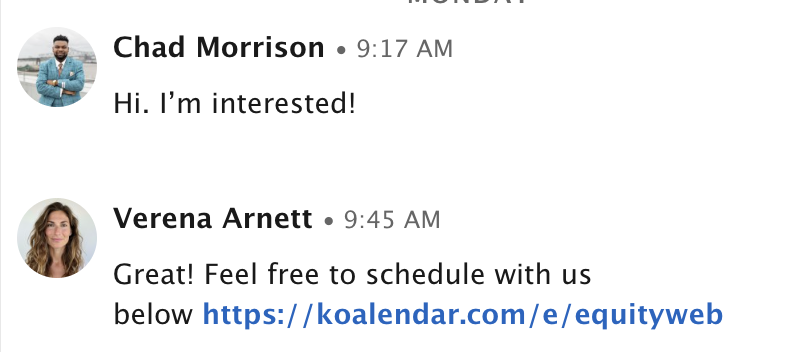 MONDAY
Chad Morrison • 9:17 AM
Hi. I’m interested!
Verena Arnett • 9:45 AM
Great! Feel free to schedule with us
below https://koalendar.com/e/equityweb